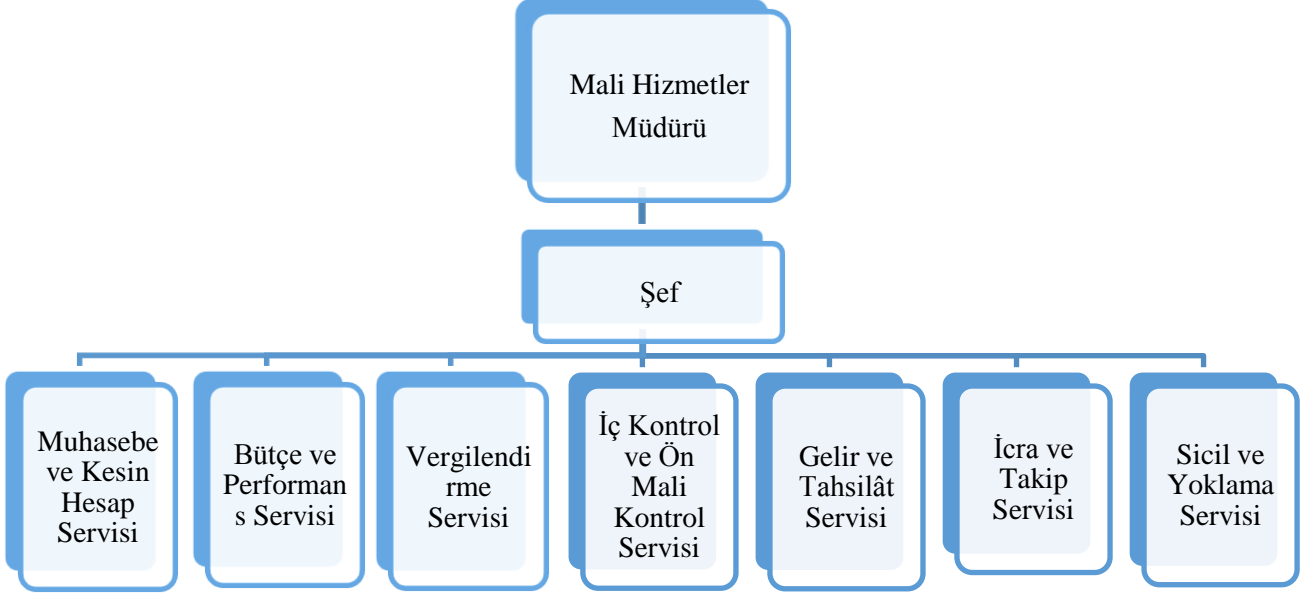 Mali Hizmetler
Müdürü
Şef
Muhasebe
ve Kesin
Hesap
Servisi
Bütçe ve
Performan
s Servisi
Vergilendi
rme
Servisi
İç Kontrol
ve Ön
Mali
Kontrol
Servisi
Gelir ve
Tahsilât
Servisi
İcra ve
Takip
Servisi
Sicil ve
Yoklama
Servisi